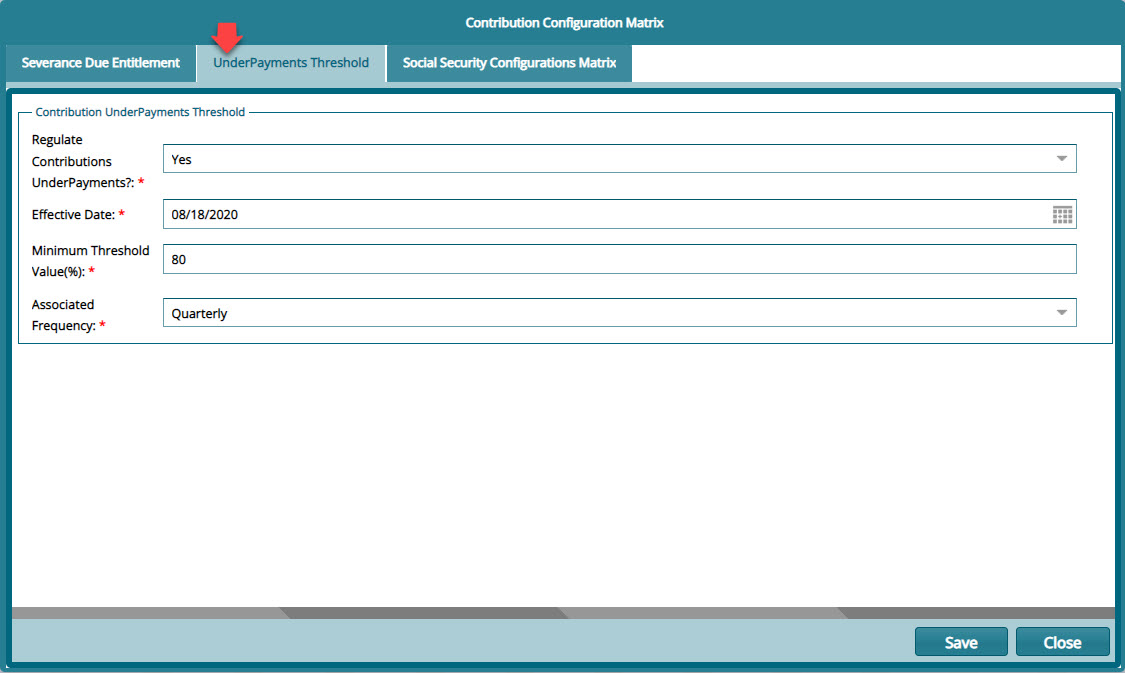 Contribution Configuration Matrix
Severance Due Entitlement
UnderPayments Threshold
Social Security Configurations Matrix
Contribution UnderPayments Threshold
Regulate
Contributions
UnderPayments?: *
Yes
Effective Date: *
08/18/2020
Minimum Threshold
Value(%): *
80
Associated
Frequency: *
Quarterly
Save
Close